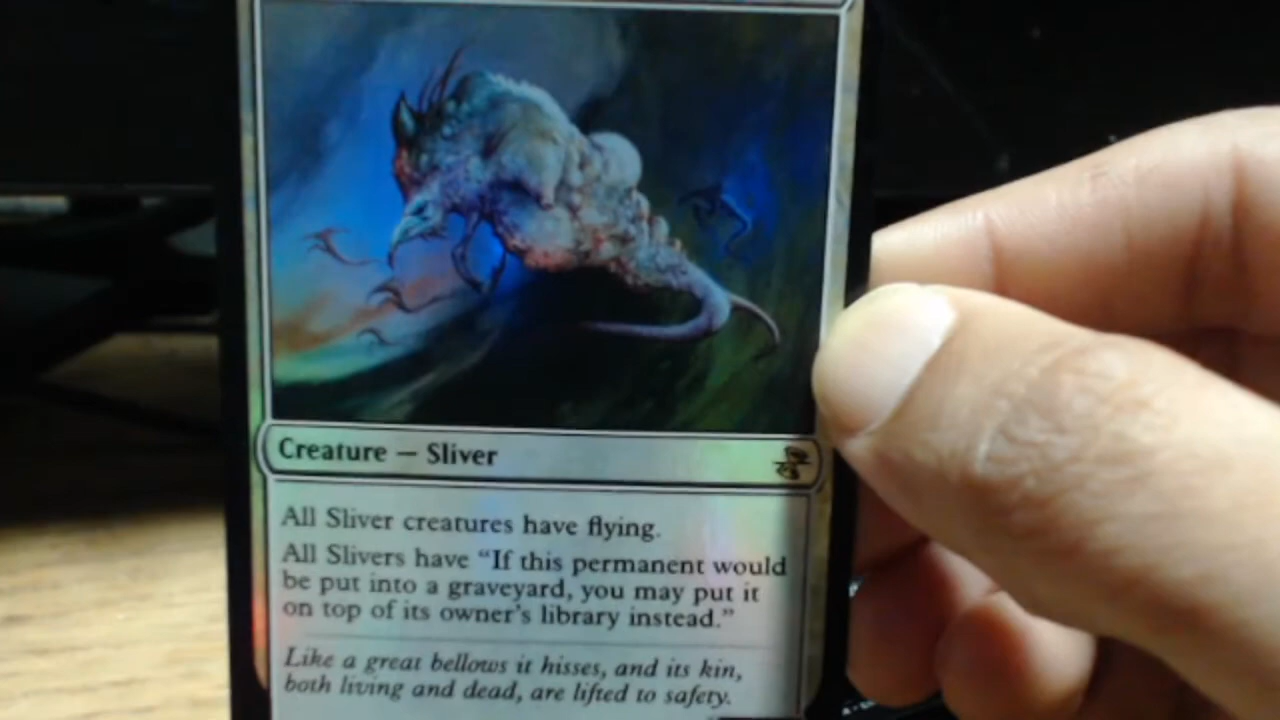 Creature — Sliver
All Sliver creatures have flying.
All Slivers have “If this permanent would
be put into a graveyard, you may put it
on top of its owner's library instead.”
Like a great bellows it hisses, and its kin,
both living and dead, are lifted to safety.